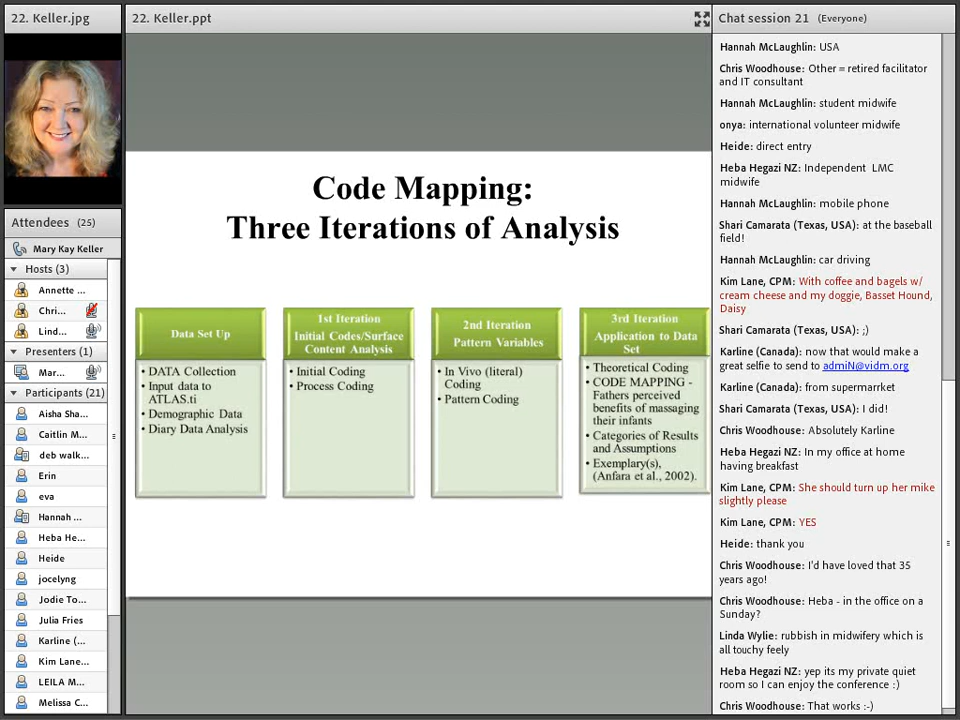 22. Keller.jpg
Attendees (25)
Mary Kay Keller
Hosts (3)
Annette ...
Chri...
Lind...
Presenters (1)
Mar...
Participants (21)
Aisha Sha...
Caitlin M...
deb walk...
Erin
eva
Hannah ...
Heba He...
Heide
jocelyng
Jodie To...
Julia Fries
Karline (...
Kim Lane...
LEILA M...
Melissa C...
22. Keller.ppt
Code Mapping:
Three Iterations of Analysis
Data Set Up
• DATA Collection
• Input data to
ATLAS.ti
• Demographic Data
• Diary Data Analysis
1st Iteration
Initial Codes/Surface
Content Analysis
• Initial Coding
• Process Coding
2nd Iteration
Pattern Variables
• In Vivo (literal)
Coding
• Pattern Coding
3rd Iteration
Application to Data
Set
• Theoretical Coding
• CODE MAPPING -
Fathers perceived
benefits of massaging
their infants
• Categories of Results
and Assumptions
• Exemplary(s),
(Anfara et al., 2002).
Chat session 21 (Everyone)
Hannah McLaughlin: USA
Chris Woodhouse: Other = retired facilitator
and IT consultant
Hannah McLaughlin: student midwife
onya: international volunteer midwife
Heide: direct entry
Heba Hegazi NZ: Independent LMC
midwife
Hannah McLaughlin: mobile phone
Shari Camarata (Texas, USA): at the baseball
field!
Hannah McLaughlin: car driving
Kim Lane, CPM: With coffee and bagels w/
cream cheese and my doggie, Basset Hound,
Daisy
Shari Camarata (Texas, USA): ;)
Karline (Canada): now that would make a
great selfie to send to admiN@vidm.org
Karline (Canada): from supermarrket
Shari Camarata (Texas, USA): I did!
Chris Woodhouse: Absolutely Karline
Heba Hegazi NZ: In my office at home
having breakfast
Kim Lane, CPM: She should turn up her mike
slightly please
Kim Lane, CPM: YES
Heide: thank you
Chris Woodhouse: I'd have loved that 35
years ago!
Chris Woodhouse: Heba - in the office on a
Sunday?
Linda Wylie: rubbish in midwifery which is
all touchy feely
Heba Hegazi NZ: yep its my private quiet
room so I can enjoy the conference :)
Chris Woodhouse: That works :-)